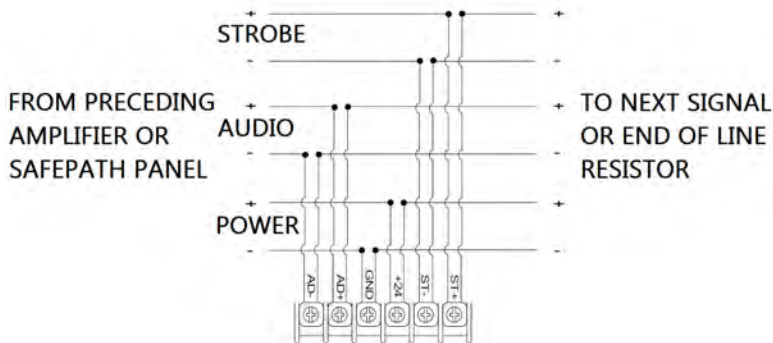 + +
STROBE
- -
FROM PRECEDING
AMPLIFIER OR
SAFEPATH PANEL
+ +
AUDIO
- -
TO NEXT SIGNAL
OR END OF LINE
RESISTOR
+ +
POWER
- -
AD-
AD+
GND
+24
ST-
ST+